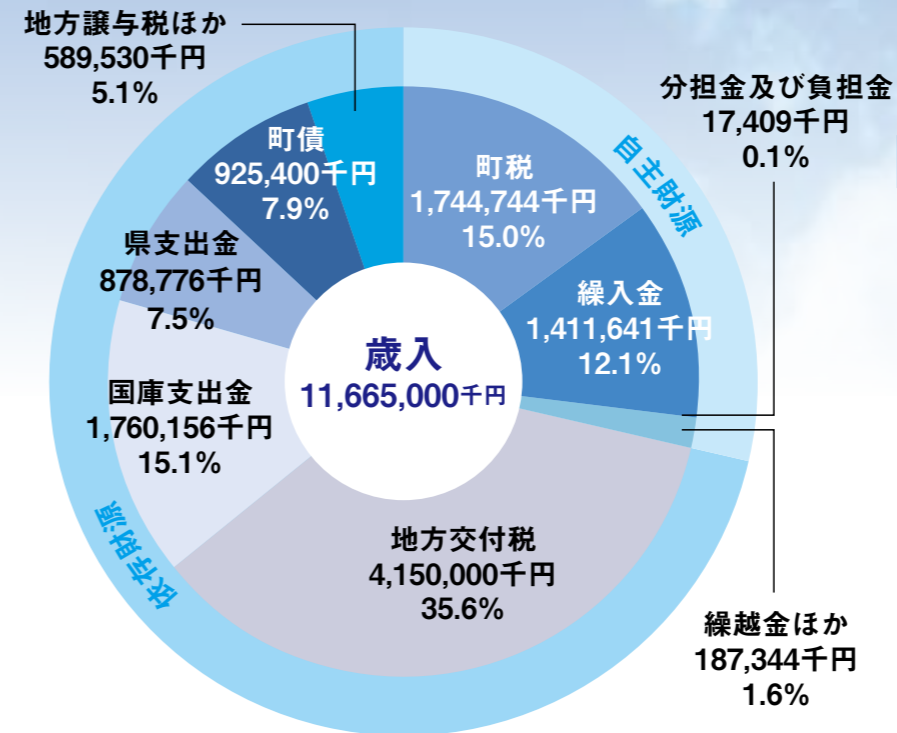 地方譲与税ほか
589,530千円
5.1%
分担金及び負担金
17,409千円
0.1%
町債
925,400千円
7.9%
町税
1,744,744千円
15.0%
自主財源
県支出金
878,776千円
7.5%
繰入金
1,411,641千円
12.1%
歳入
11,665,000千円
国庫支出金
1,760,156千円
15.1%
依存財源
地方交付税
4,150,000千円
35.6%
繰越金ほか
187,344千円
1.6%